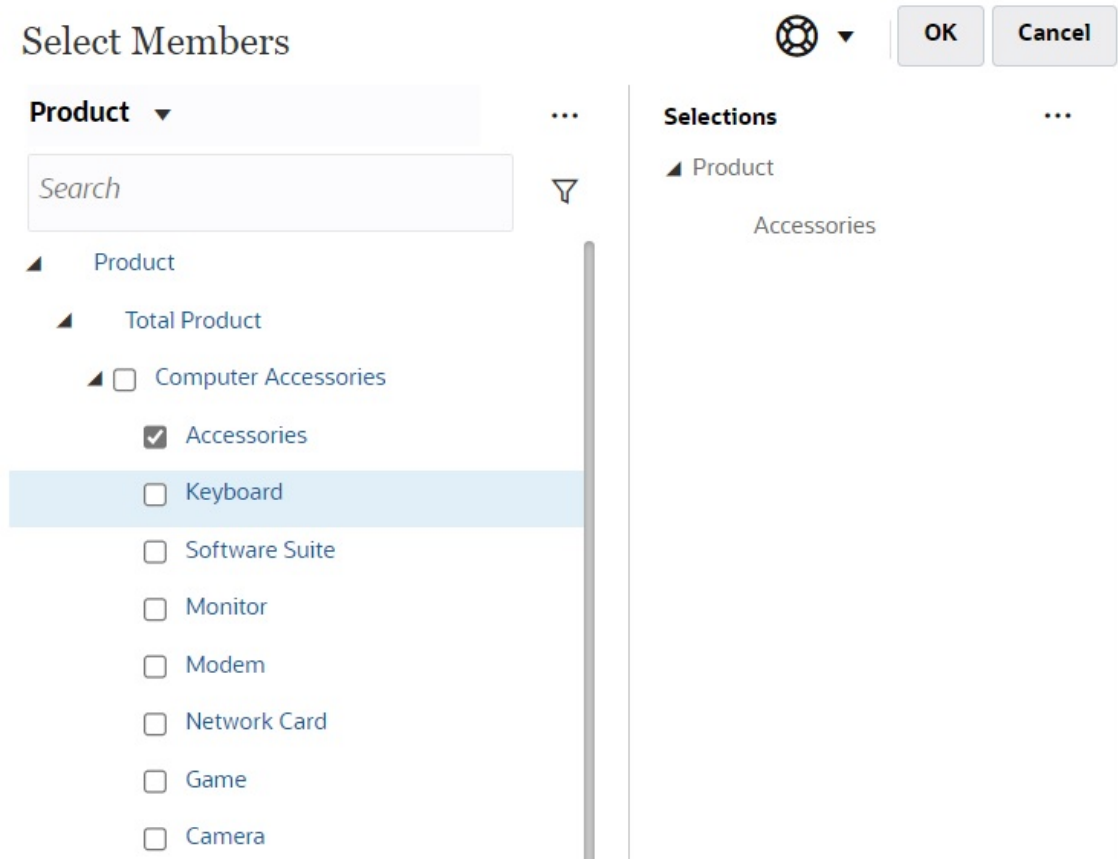 Select Members
OK
Cancel
Product
Search
Product
Total Product
Computer Accessories
Accessories
Keyboard
Software Suite
Monitor
Modem
Network Card
Game
Camera
Selections
Product
Accessories